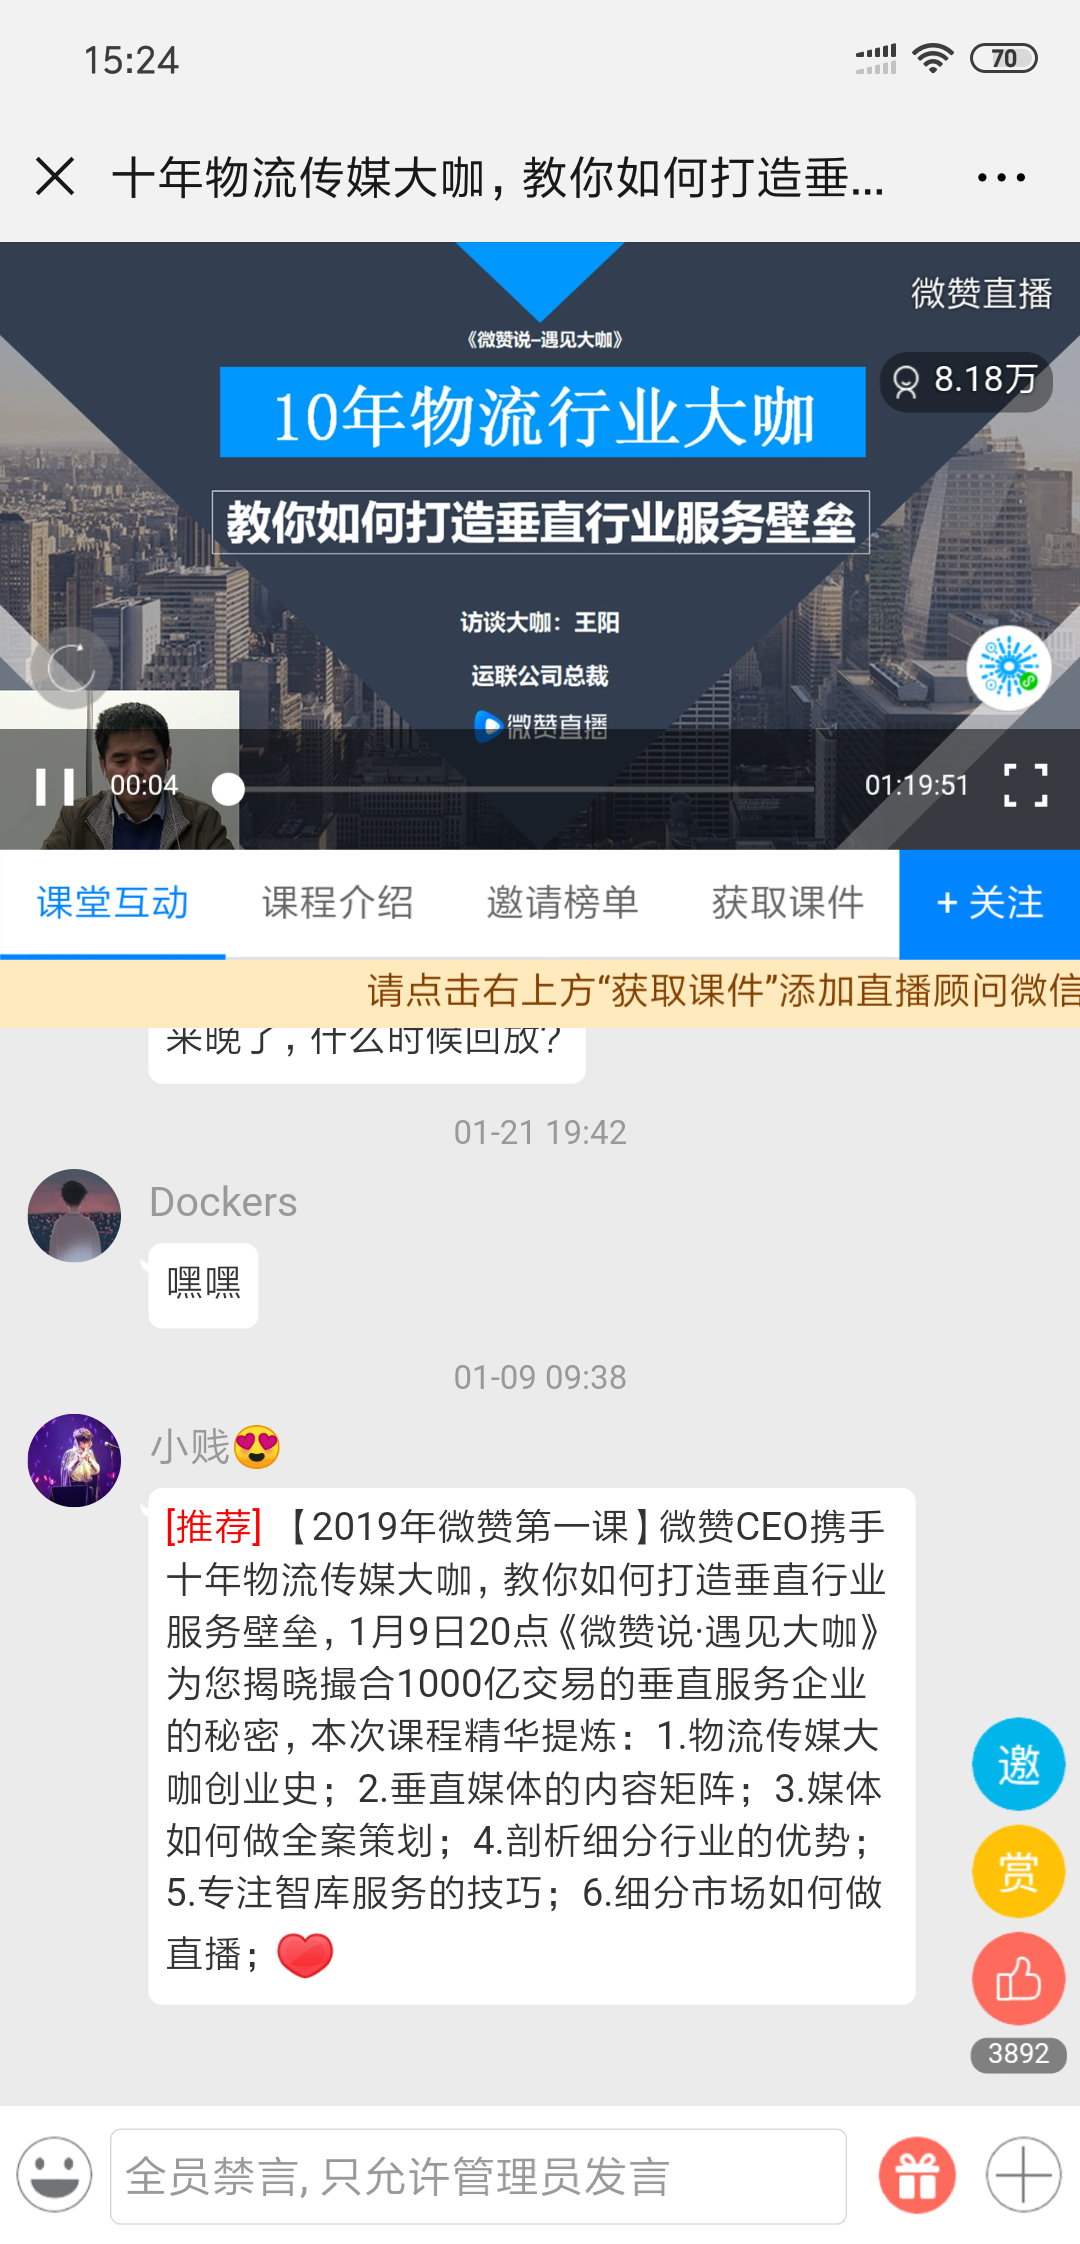 15:24
70
十年物流传媒大咖，教你如何打造垂...
微赞直播
《微赞说-遇见大咖》
8.18万
10年物流行业大咖
教你如何打造垂直行业服务壁垒
访谈大咖：王阳
运联公司总裁
微赞直播
00:04
01:19:51
课堂互动 课程介绍 邀请榜单 获取课件 + 关注
请点击右上方“获取课件”添加直播顾问微信
来晚了，什么时候回放？
01-21 19:42
Dockers
嘿嘿
01-09 09:38
小贱😍
[推荐] 【2019年微赞第一课】微赞CEO携手
十年物流传媒大咖，教你如何打造垂直行业
服务壁垒，1月9日20点《微赞说·遇见大咖》
为您揭晓撮合1000亿交易的垂直服务企业
的秘密，本次课程精华提炼：1.物流传媒大
咖创业史；2.垂直媒体的内容矩阵；3.媒体
如何做全案策划；4.剖析细分行业的优势；
5.专注智库服务的技巧；6.细分市场如何做
直播；❤️
邀
赏
3892
全员禁言, 只允许管理员发言